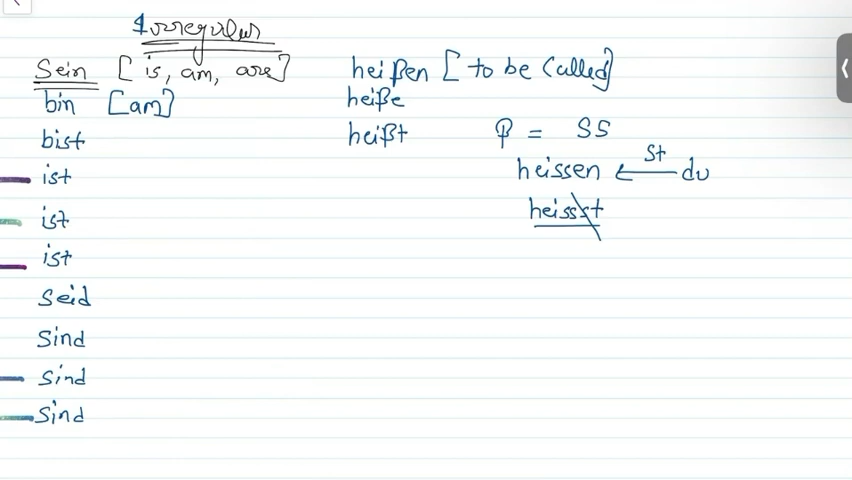 Irregular
Sein [is, am, are]
bin [am]
bist
ist
ist
ist
Seid
Sind
Sind
Sind
heißen [to be Called]
heiße
heißt
ß = SS
heissen ← St du
heissst